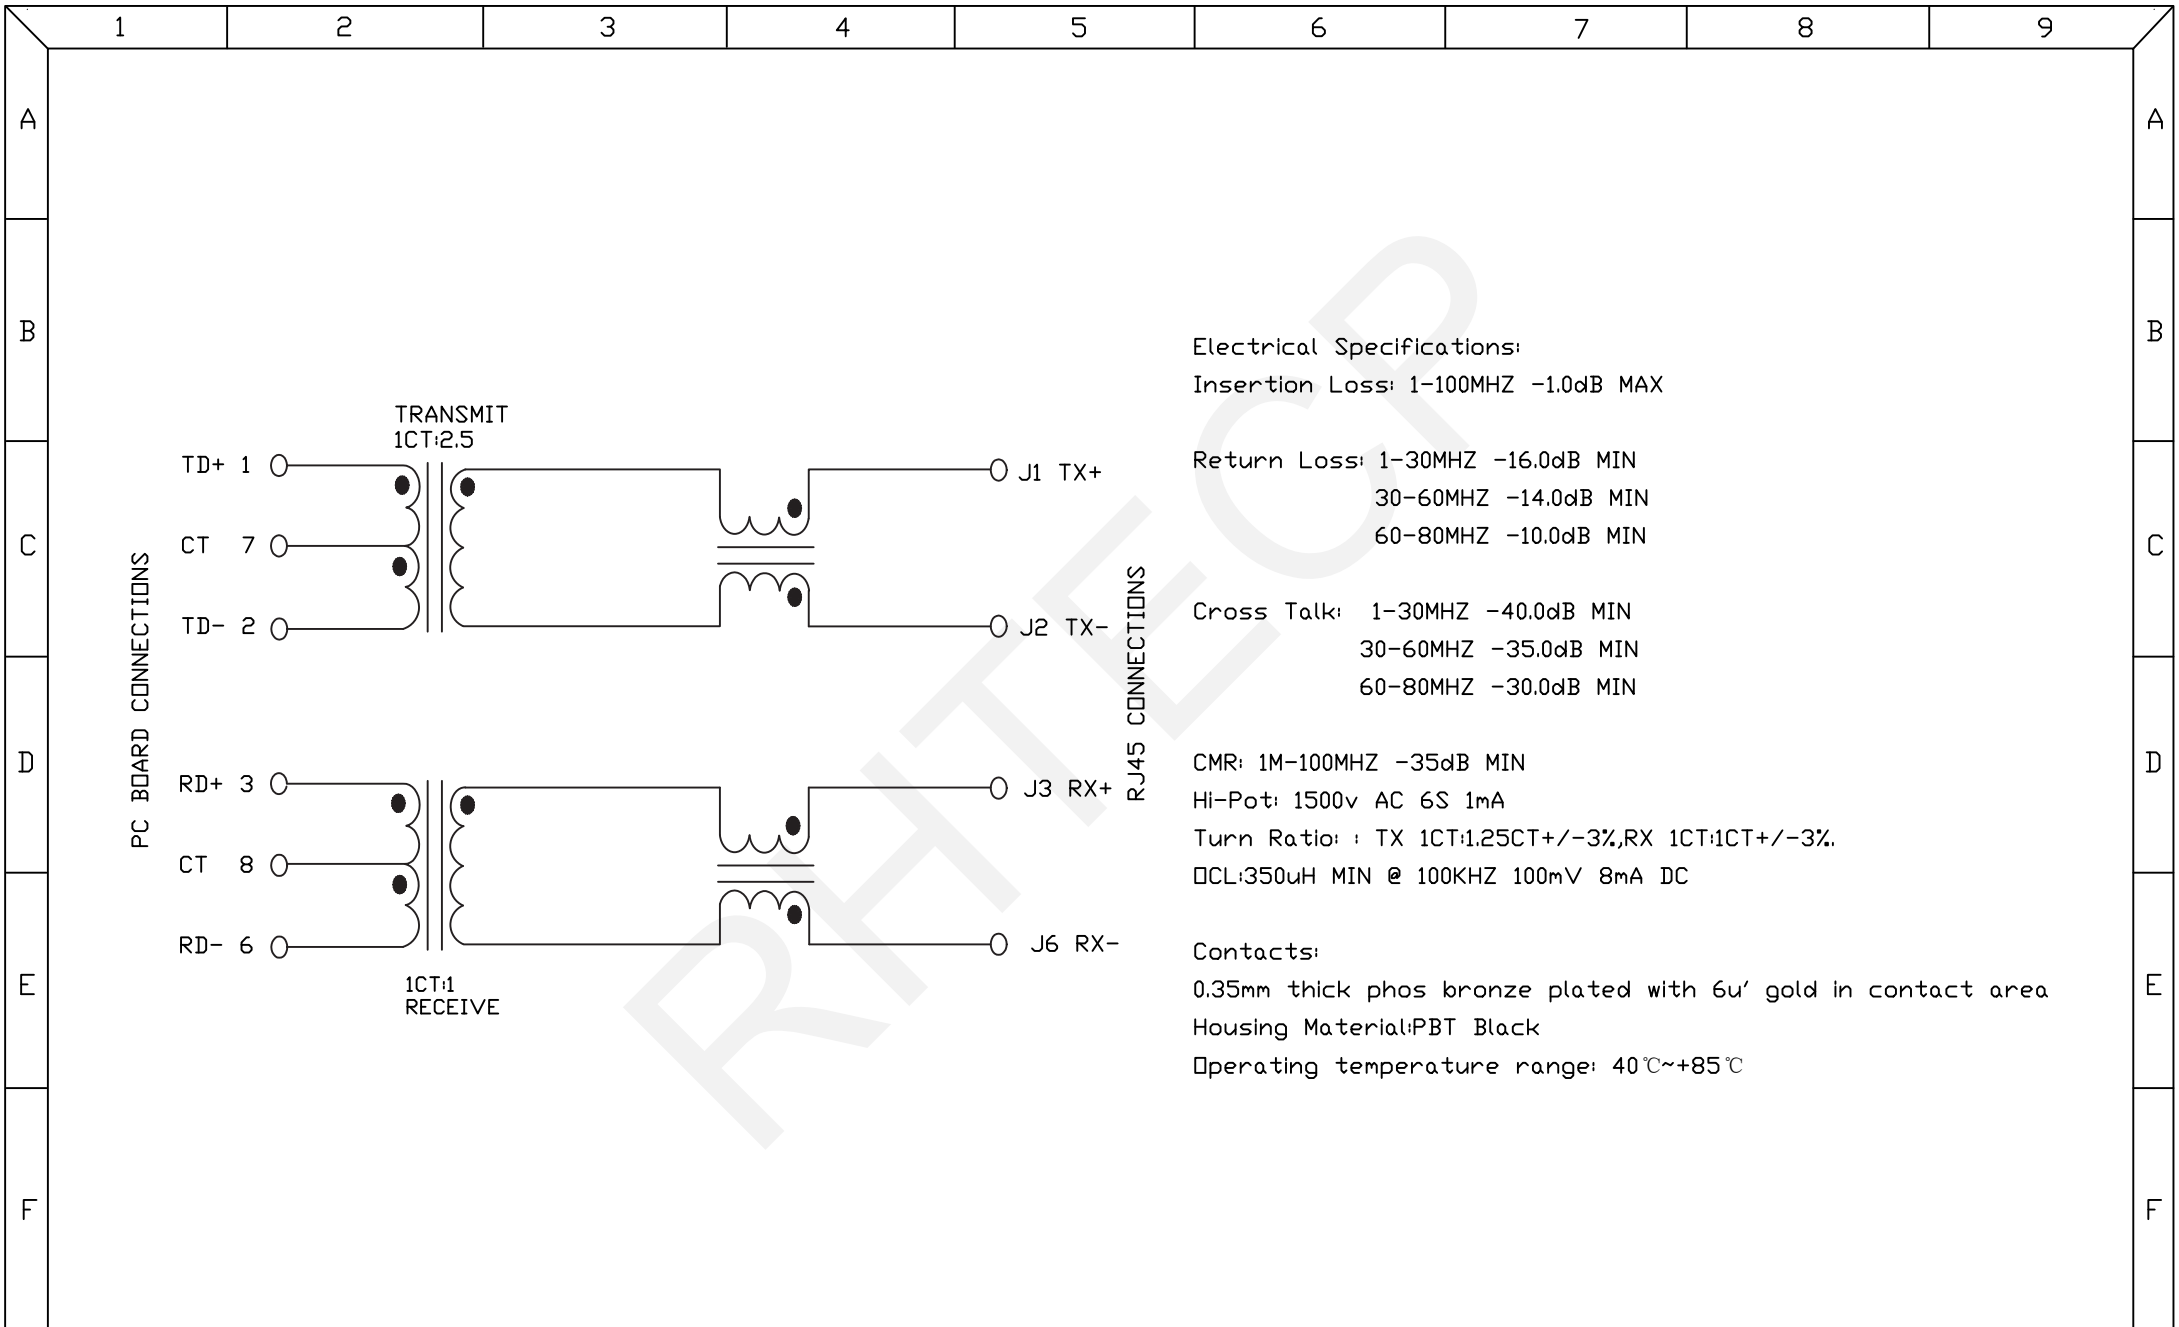 1 2 3 4 5 6 7 8 9
A A
B B
C C
D D
E E
F F
TRANSMIT
1CT:2.5
TD+ 1
CT 7
TD- 2
J1 TX+
J2 TX-
PC BOARD CONNECTIONS
RJ45 CONNECTIONS
RD+ 3
CT 8
RD- 6
J3 RX+
J6 RX-
1CT:1
RECEIVE
Electrical Specifications:
Insertion Loss: 1-100MHZ -1.0dB MAX
Return Loss: 1-30MHZ -16.0dB MIN
30-60MHZ -14.0dB MIN
60-80MHZ -10.0dB MIN
Cross Talk: 1-30MHZ -40.0dB MIN
30-60MHZ -35.0dB MIN
60-80MHZ -30.0dB MIN
CMR: 1M-100MHZ -35dB MIN
Hi-Pot: 1500v AC 6S 1mA
Turn Ratio: : TX 1CT:1.25CT+/-3%,RX 1CT:1CT+/-3%.
OCL:350uH MIN @ 100KHZ 100mV 8mA DC
Contacts:
0.35mm thick phos bronze plated with 6u' gold in contact area
Housing Material:PBT Black
Operating temperature range: 40℃~+85℃
RHTECP